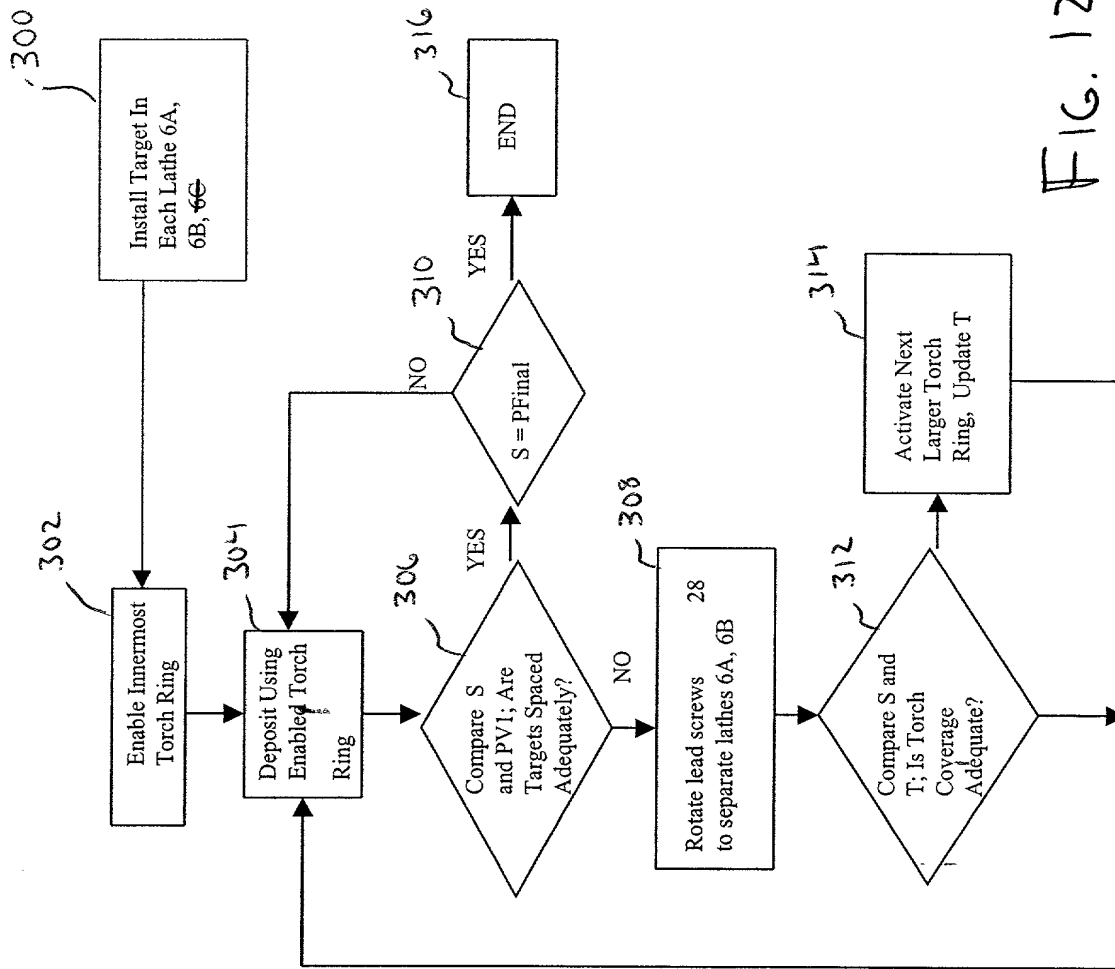 300
Install Target In
Each Lathe 6A,
6B, 6C
302
Enable Innermost
Torch Ring
304
Deposit Using
Enabled Torch
Ring
306
Compare S
and PV1; Are
Targets Spaced
Adequately?
YES
NO
310
S = PFinal
NO
YES
316
END
308
Rotate lead screws 28
to separate lathes 6A, 6B
312
Compare S and
T; Is Torch
Coverage
Adequate?
314
Activate Next
Larger Torch
Ring, Update T
FIG. 12